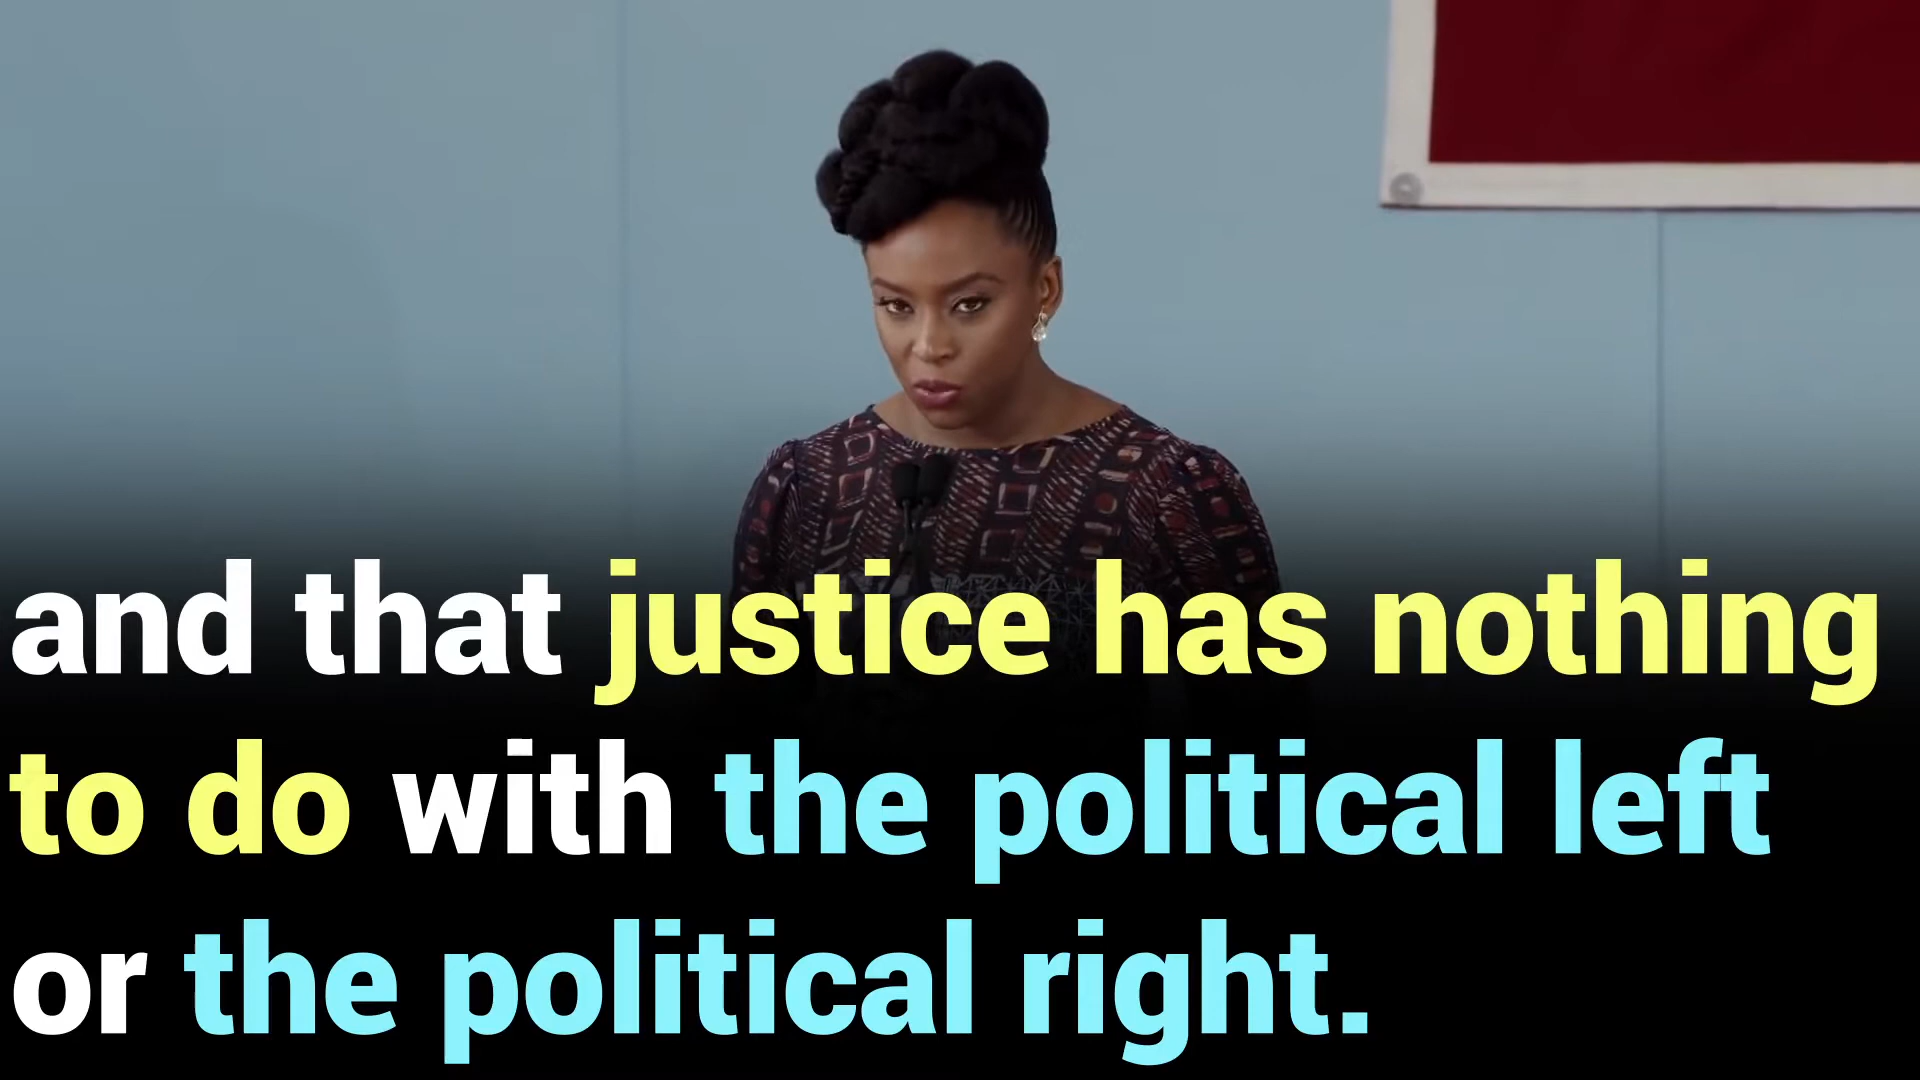 and that justice has nothing
to do with the political left
or the political right.